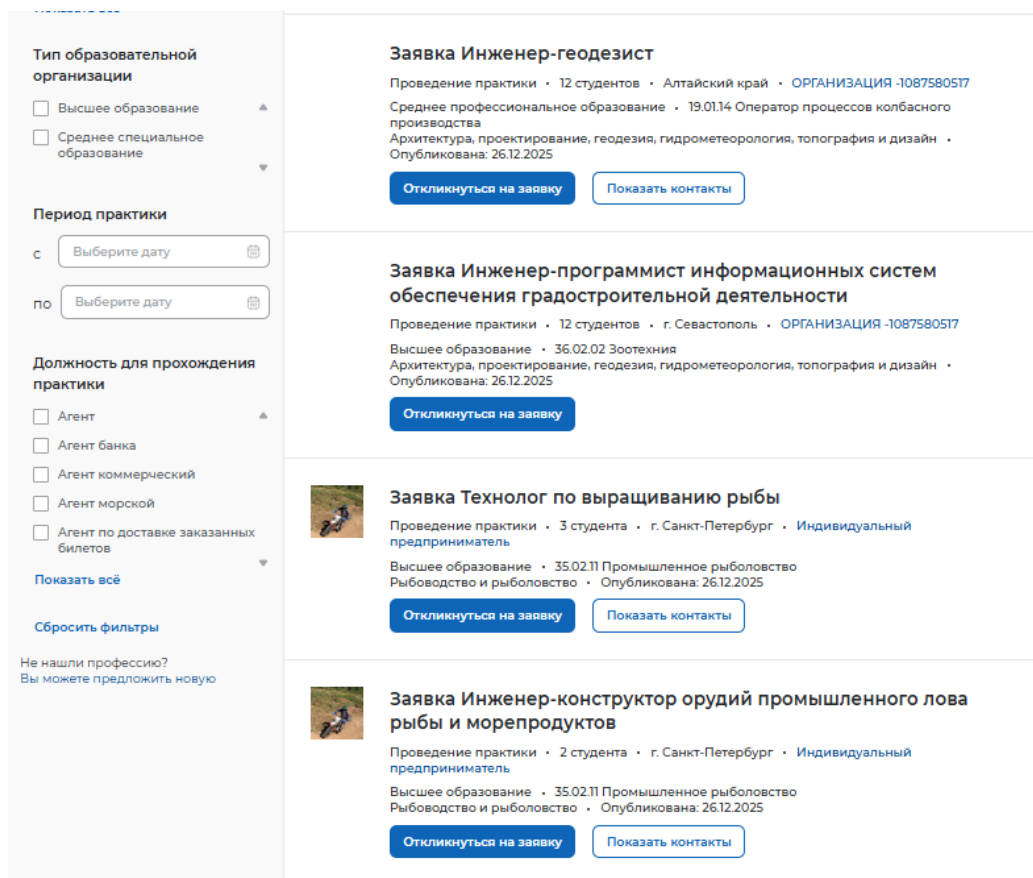 Показать всё
Тип образовательной
организации
Высшее образование
Среднее специальное
образование
Период практики
с
Выберите дату
по
Выберите дату
Должность для прохождения
практики
Агент
Агент банка
Агент коммерческий
Агент морской
Агент по доставке заказанных
билетов
Показать всё
Сбросить фильтры
Не нашли профессию?
Вы можете предложить новую
Заявка Инженер-геодезист
Проведение практики • 12 студентов • Алтайский край • ОРГАНИЗАЦИЯ -1087580517
Среднее профессиональное образование • 19.01.14 Оператор процессов колбасного
производства
Архитектура, проектирование, геодезия, гидрометеорология, топография и дизайн •
Опубликована: 26.12.2025
Откликнуться на заявку
Показать контакты
Заявка Инженер-программист информационных систем
обеспечения градостроительной деятельности
Проведение практики • 12 студентов • г. Севастополь • ОРГАНИЗАЦИЯ -1087580517
Высшее образование • 36.02.02 Зоотехния
Архитектура, проектирование, геодезия, гидрометеорология, топография и дизайн •
Опубликована: 26.12.2025
Откликнуться на заявку
Заявка Технолог по выращиванию рыбы
Проведение практики • 3 студента • г. Санкт-Петербург • Индивидуальный
предприниматель
Высшее образование • 35.02.11 Промышленное рыболовство
Рыбоводство и рыболовство • Опубликована: 26.12.2025
Откликнуться на заявку
Показать контакты
Заявка Инженер-конструктор орудий промышленного лова
рыбы и морепродуктов
Проведение практики • 2 студента • г. Санкт-Петербург • Индивидуальный
предприниматель
Высшее образование • 35.02.11 Промышленное рыболовство
Рыбоводство и рыболовство • Опубликована: 26.12.2025
Откликнуться на заявку
Показать контакты